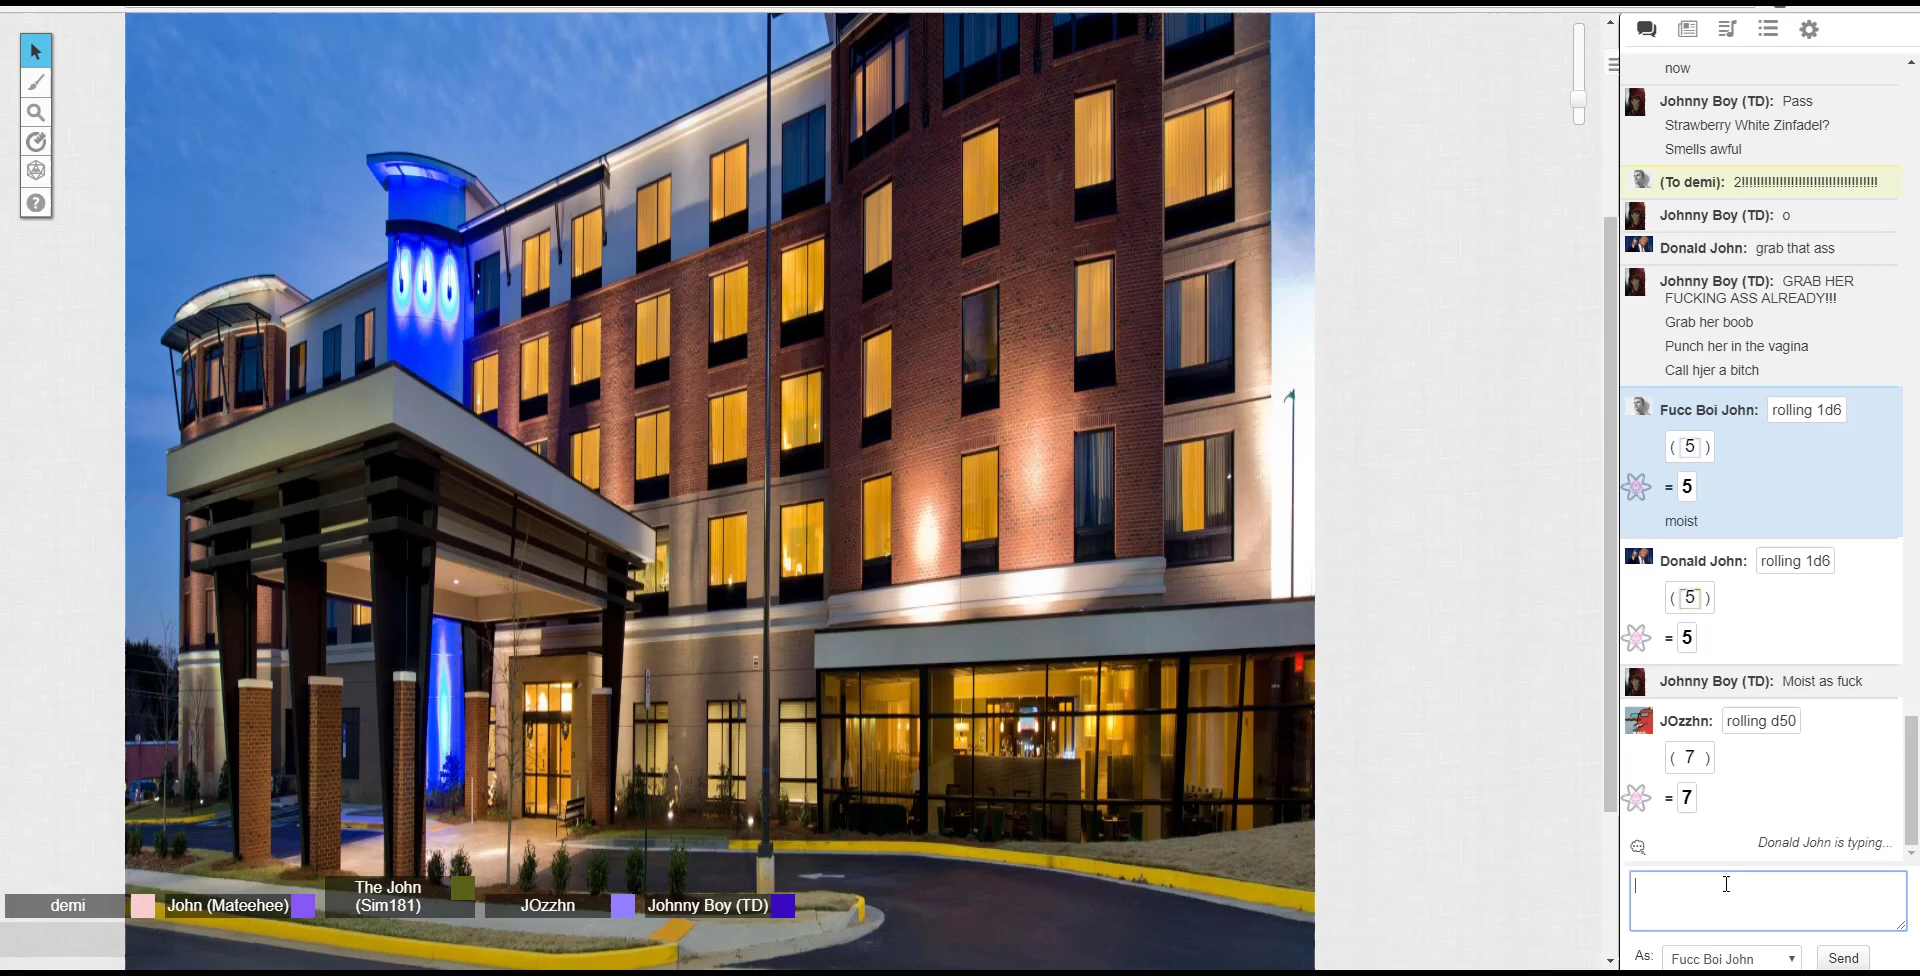 now
Johnny Boy (TD): Pass
Strawberry White Zinfadel?
Smells awful
(To demi): 2!!!!!!!!!!!!!!!!!!!!!!!!!!!!!!!!!!!
Johnny Boy (TD): o
Donald John: grab that ass
Johnny Boy (TD): GRAB HER
FUCKING ASS ALREADY!!!
Grab her boob
Punch her in the vagina
Call hjer a bitch
Fucc Boi John: rolling 1d6
( 5 )
= 5
moist
Donald John: rolling 1d6
( 5 )
= 5
Johnny Boy (TD): Moist as fuck
JOzzhn: rolling d50
( 7 )
= 7
Donald John is typing...
As: Fucc Boi John Send
demi
John (Mateehee)
The John
(Sim181)
JOzzhn
Johnny Boy (TD)